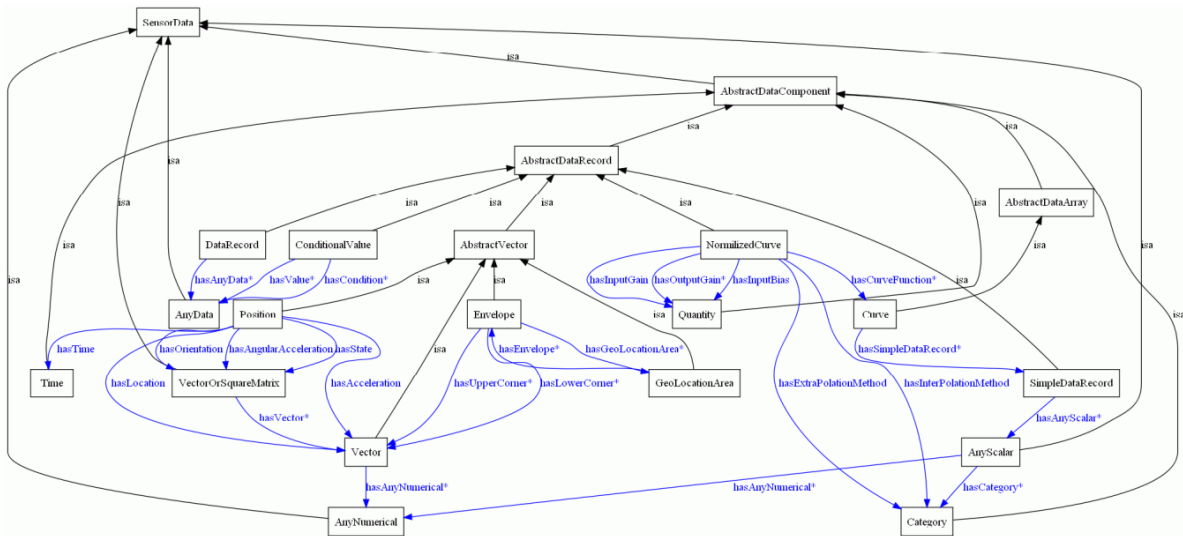 SensorData
isa
AbstractDataComponent
isa
isa
AbstractDataRecord
isa
isa
isa
isa
isa
AbstractDataArray
isa
isa
DataRecord
ConditionalValue
AbstractVector
NormilizedCurve
hasAnyData*
hasValue*
hasCondition*
isa
isa
hasInputGain
hasOutputGain*
hasInputBias
hasCurveFunction*
isa
isa
isa
AnyData
Position
Envelope
Quantity
Curve
isa
isa
hasTime
hasOrientation
hasAngularAcceleration
hasState
isa
hasEnvelope*
hasGeoLocationArea*
isa
hasSimpleDataRecord*
Time
VectorOrSquareMatrix
hasLocation
hasAcceleration
hasUpperCorner*
hasLowerCorner*
GeoLocationArea
hasExtraPolationMethod
hasInterPolationMethod
SimpleDataRecord
hasVector*
hasAnyScalar*
Vector
AnyScalar
isa
hasAnyNumerical*
hasAnyNumerical*
hasCategory*
AnyNumerical
Category